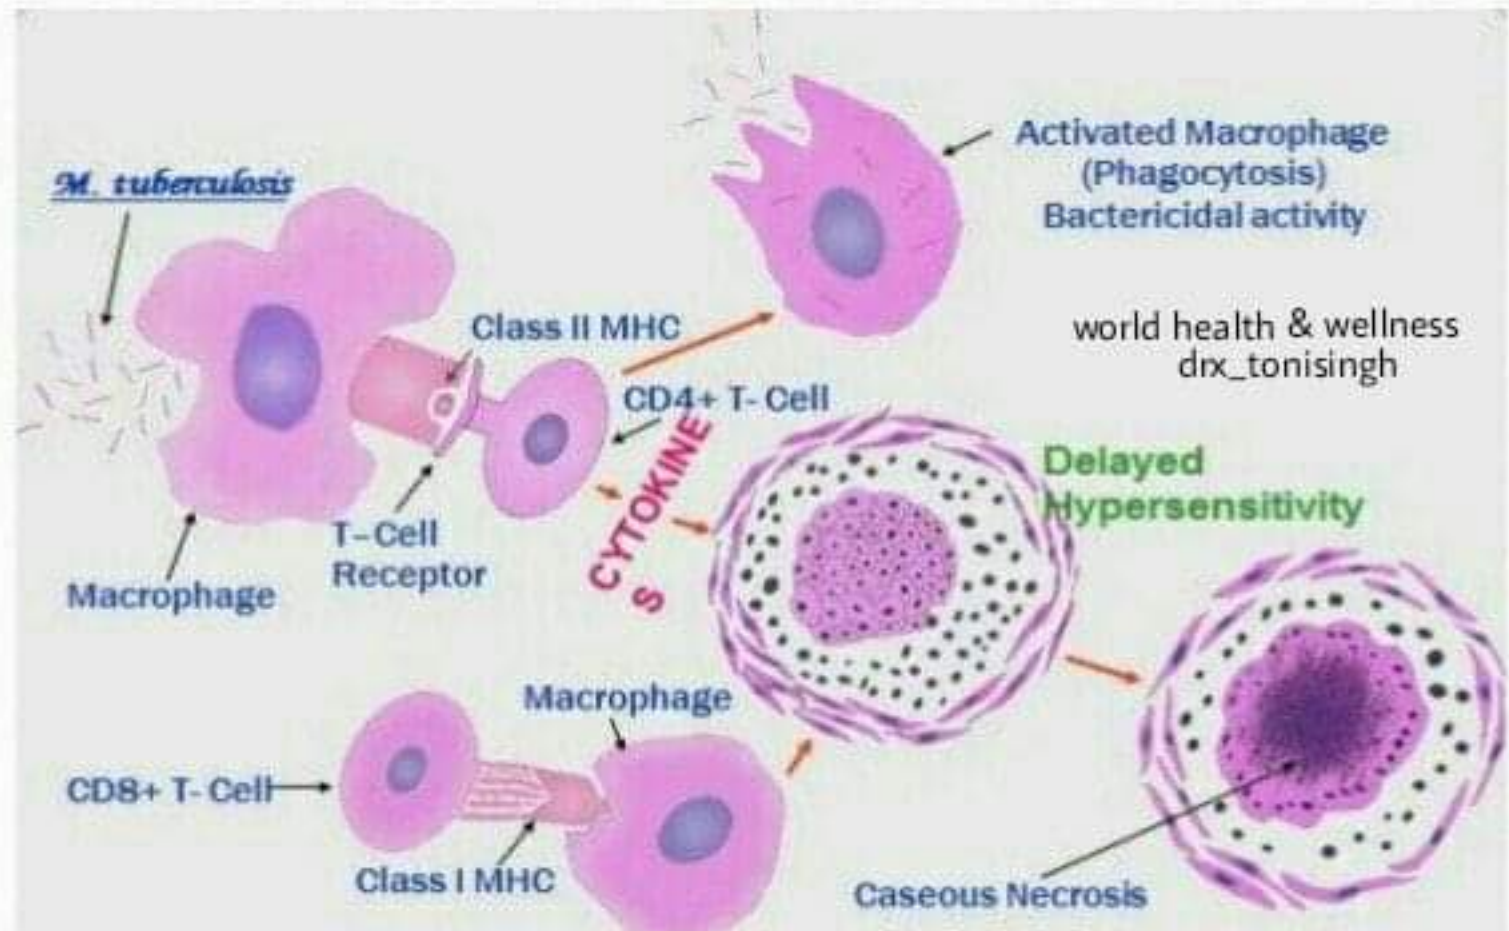 M. tuberculosis
Activated Macrophage
(Phagocytosis)
Bactericidal activity
world health & wellness
drx_tonisingh
Class II MHC
CD4+ T- Cell
CYTOKINE
S
Delayed
Hypersensitivity
T-Cell
Receptor
Macrophage
Macrophage
CD8+ T- Cell
Class I MHC
Caseous Necrosis